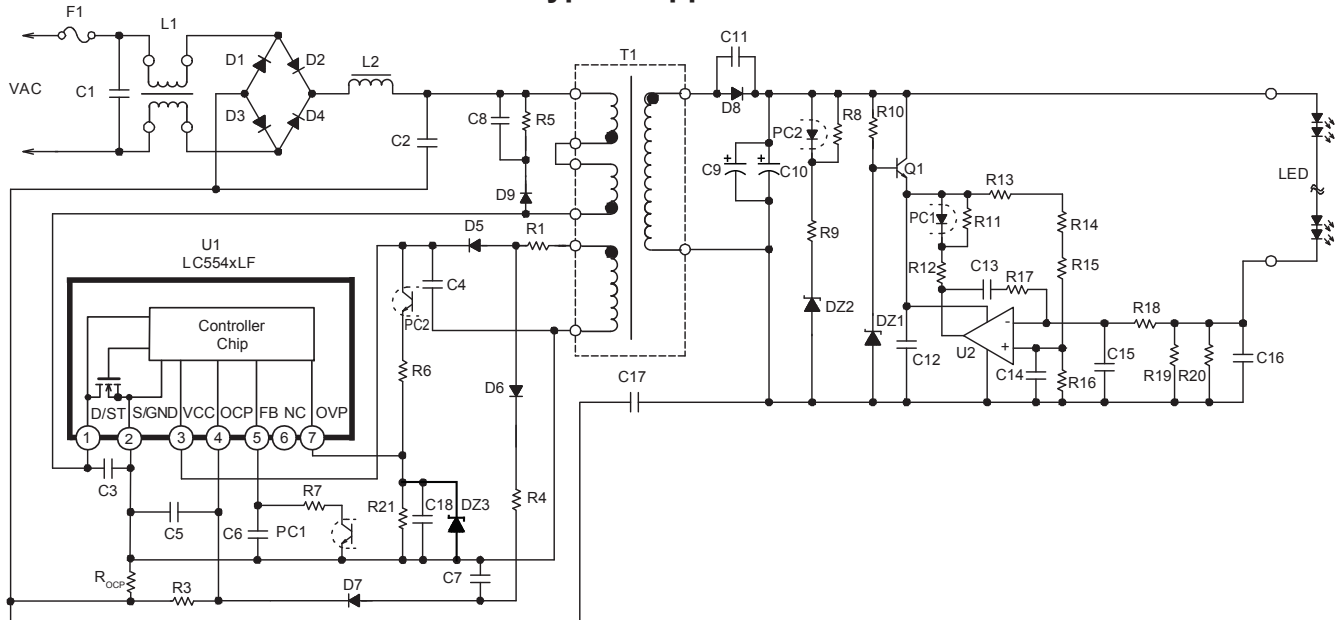 F1
L1
T1
C11
D1
D2
L2
VAC
C1
D8
R8
R10
C8
R5
PC2
D3
D4
C2
Q1
C9
C10
LED
R13
D9
PC1
R11
R14
D5
R1
R9
U1
LC554xLF
R12
C13
R17
R15
C4
PC2
DZ2
DZ1
R18
Controller
Chip
U2
C12
C14
C15
C16
R6
C17
R16
R19
R20
D6
D/ST
S/GND
VCC
OCP
FB
NC
OVP
1
2
3
4
5
6
7
C3
R7
R21
C18
DZ3
R4
C5
C6
PC1
ROCP
R3
D7
C7
+
+
-
+